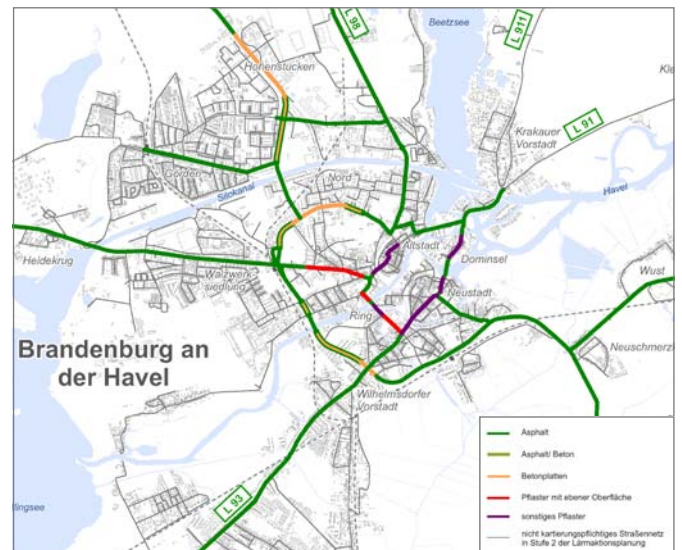 L 98
Beetzsee
L 911
Hohenstücken
Krakauer
Vorstadt
L 91
Görden
Nord
Silokanal
Havel
Altstadt
Dominsel
Heidekrug
Walzwerk-
siedlung
Wust
Neustadt
Ring
Brandenburg an
der Havel
Neuschmerz
Wilhelmsdorfer
Vorstadt
L 93
Asphalt
Asphalt/ Beton
Betonplatten
Pflaster mit ebener Oberfläche
sonstiges Pflaster
nicht kartierungspflichtiges Straßennetz
in Stufe 2 der Lärmaktionsplanung